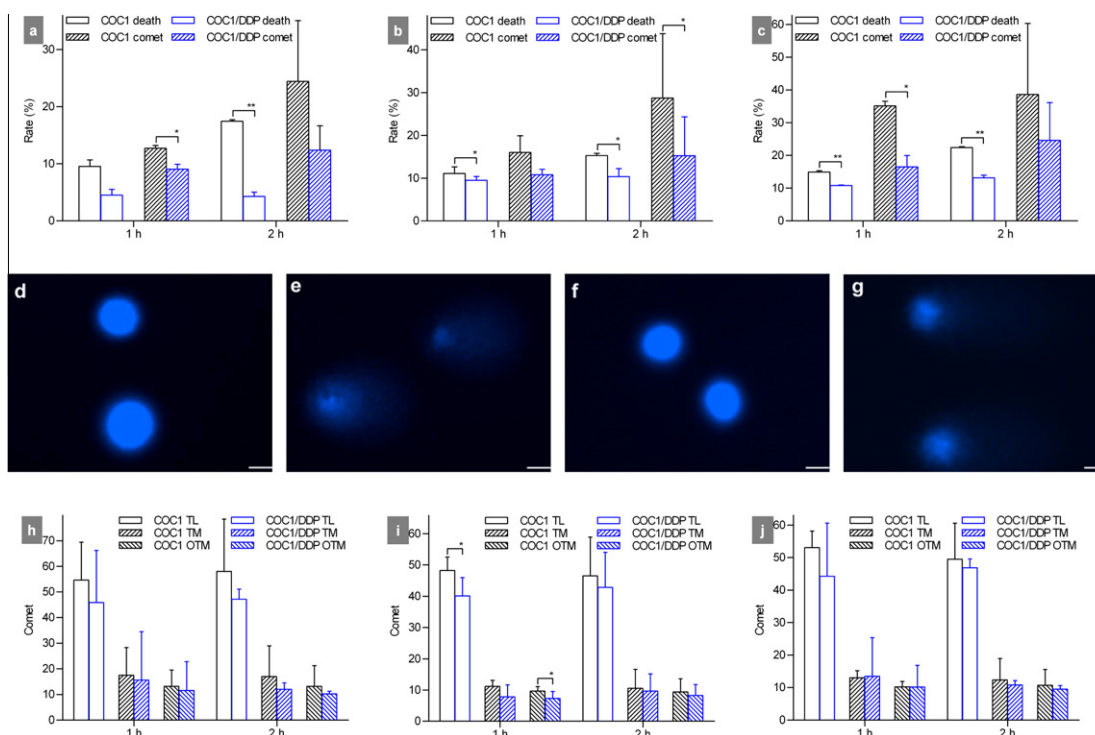 a
COC1 death COC1/DDP death
COC1 comet COC1/DDP comet
Rate (%)
30
20
10
0
** 
*
1 h 2 h
b
COC1 death COC1/DDP death
COC1 comet COC1/DDP comet
Rate (%)
40
30
20
10
0
*
* *
1 h 2 h
c
COC1 death COC1/DDP death
COC1 comet COC1/DDP comet
Rate (%)
60
50
40
30
20
10
0
*
**
**
1 h 2 h
d
e
f
g
h
COC1 TL COC1/DDP TL
COC1 TM COC1/DDP TM
COC1 OTM COC1/DDP OTM
Comet
70
60
50
40
30
20
10
0
1 h 2 h
i
COC1 TL COC1/DDP TL
COC1 TM COC1/DDP TM
COC1 OTM COC1/DDP OTM
Comet
60
50
40
30
20
10
0
*
*
1 h 2 h
j
COC1 TL COC1/DDP TL
COC1 TM COC1/DDP TM
COC1 OTM COC1/DDP OTM
Comet
60
50
40
30
20
10
0
1 h 2 h